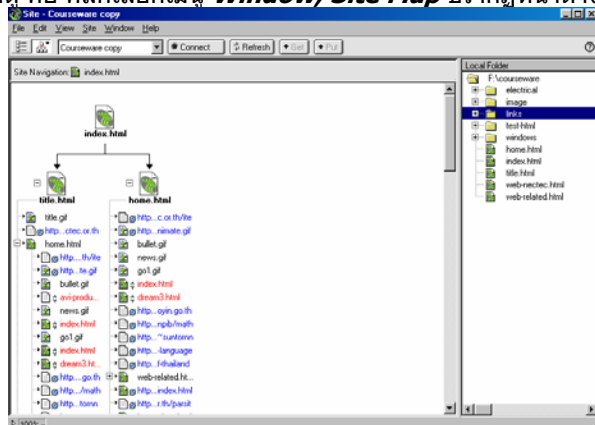 Window/Site Map
Site - Courseware copy
File Edit View Site Window Help
Courseware copy Connect Refresh Get Put
Site Navigation: index.html
index.html
title.html home.html
title.gif
http...ctec.or.th
home.html
http....th/ite
http...te.gif
bullet.gif
avi-produ...
news.gif
index.html
go1.gif
index.html
dream3.ht...
http....go.th
http.../math
http...tomn
http...c.or.th/ite
http...nimate.gif
bullet.gif
news.gif
go1.gif
index.html
dream3.html
http...oyin.go.th
http...npb/math
http...~suntornn
http...-language
http...f-thailand
web-related.ht...
http...index.html
http...r.th/parsit
Local Folder
F:\courseware
electrical
image
links
test-html
windows
home.html
index.html
title.html
web-nectec.html
web-related.html
100%